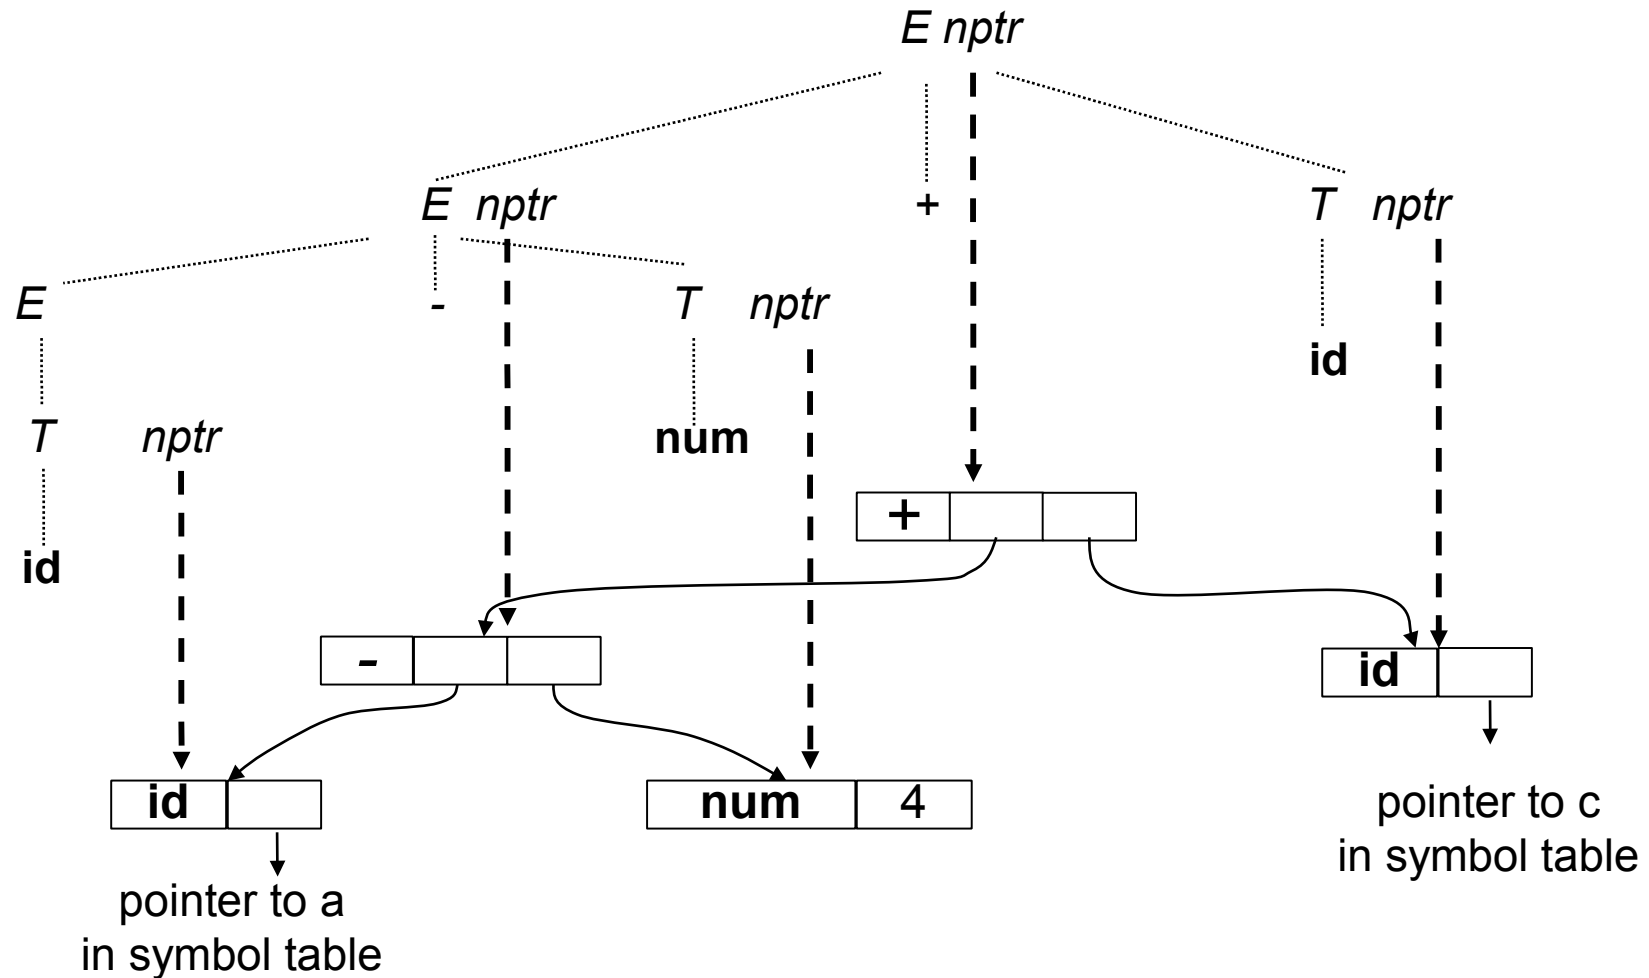 E nptr
E nptr + T nptr
E - T nptr
id
T nptr num
+
id
- id
id num 4
pointer to c
in symbol table
pointer to a
in symbol table